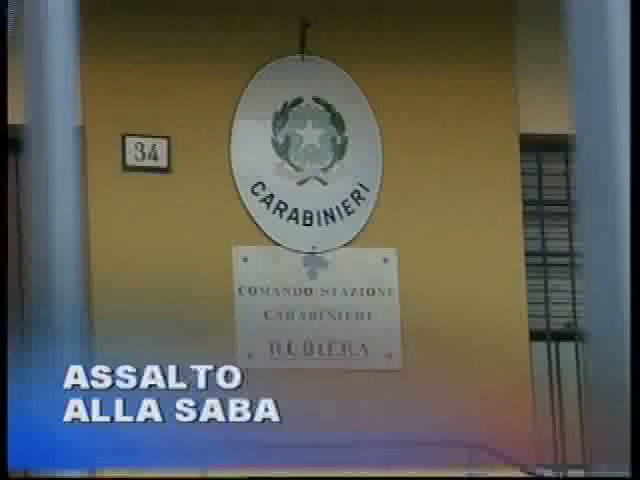 34
CARABINIERI
COMANDO STAZIONE
CARABINIERI
RUBIERA
ASSALTO
ALLA SABA